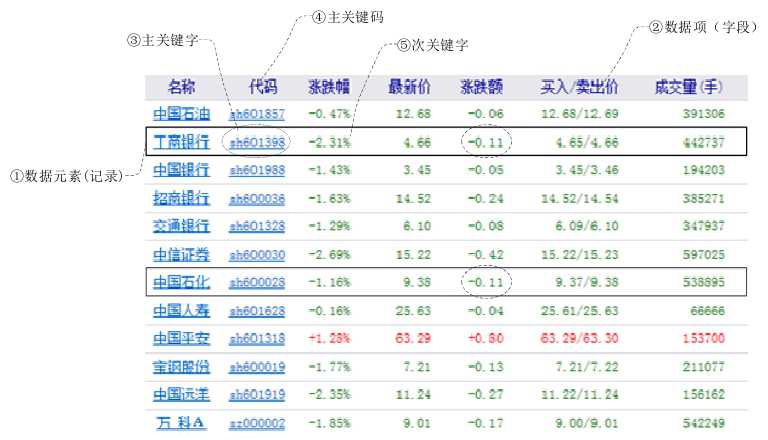 ④主关键码
③主关键字
⑤次关键字
②数据项（字段）
名称 代码 涨跌幅 最新价 涨跌额 买入/卖出价 成交量(手)
中国石油 sh601857 -0.47% 12.68 -0.06 12.68/12.69 391306
工商银行 sh601398 -2.31% 4.66 -0.11 4.65/4.66 442737
①数据元素(记录)
中国银行 sh601988 -1.43% 3.45 -0.05 3.45/3.46 194203
招商银行 sh600036 -1.63% 14.52 -0.24 14.52/14.54 385271
交通银行 sh601328 -1.29% 6.10 -0.08 6.09/6.10 347937
中信证券 sh600030 -2.69% 15.22 -0.42 15.22/15.23 597025
中国石化 sh600028 -1.16% 9.38 -0.11 9.37/9.38 538895
中国人寿 sh601628 -0.16% 25.63 -0.04 25.61/25.63 66666
中国平安 sh601318 +1.28% 63.29 +0.80 63.29/63.30 153700
宝钢股份 sh600019 -1.77% 7.21 -0.13 7.21/7.22 211077
中国远洋 sh601919 -2.35% 11.24 -0.27 11.22/11.24 156162
万 科A sz000002 -1.85% 9.01 -0.17 9.00/9.01 542249